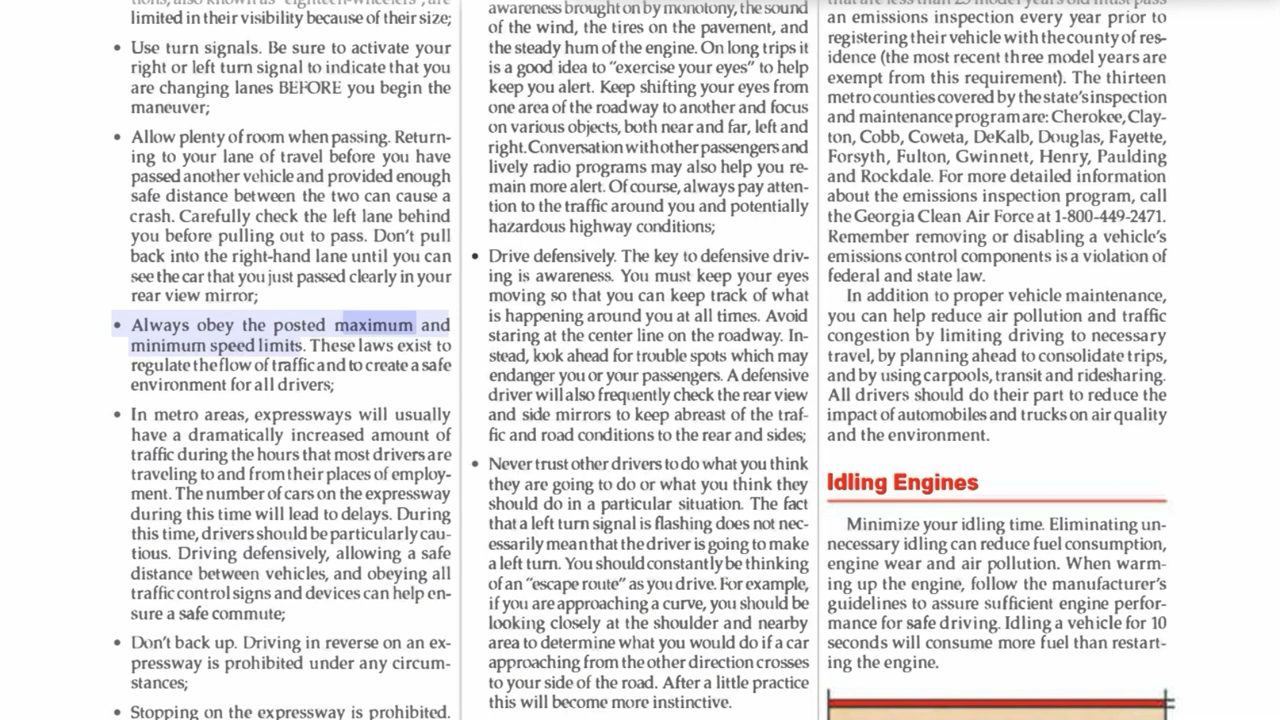 limited in their visibility because of their size;
• Use turn signals. Be sure to activate your
right or left turn signal to indicate that you
are changing lanes BEFORE you begin the
maneuver;
• Allow plenty of room when passing. Return-
ing to your lane of travel before you have
passed another vehicle and provided enough
safe distance between the two can cause a
crash. Carefully check the left lane behind
you before pulling out to pass. Don't pull
back into the right-hand lane until you can
see the car that you just passed clearly in your
rear view mirror;
• Always obey the posted maximum and
minimum speed limits. These laws exist to
regulate the flow of traffic and to create a safe
environment for all drivers;
• In metro areas, expressways will usually
have a dramatically increased amount of
traffic during the hours that most drivers are
traveling to and from their places of employ-
ment. The number of cars on the expressway
during this time will lead to delays. During
this time, drivers should be particularly cau-
tious. Driving defensively, allowing a safe
distance between vehicles, and obeying all
traffic control signs and devices can help en-
sure a safe commute;
• Don't back up. Driving in reverse on an ex-
pressway is prohibited under any circum-
stances;
• Stopping on the expressway is prohibited.
awareness brought on by monotony, the sound
of the wind, the tires on the pavement, and
the steady hum of the engine. On long trips it
is a good idea to "exercise your eyes" to help
keep you alert. Keep shifting your eyes from
one area of the roadway to another and focus
on various objects, both near and far, left and
right. Conversation with other passengers and
lively radio programs may also help you re-
main more alert. Of course, always pay atten-
tion to the traffic around you and potentially
hazardous highway conditions;
• Drive defensively. The key to defensive driv-
ing is awareness. You must keep your eyes
moving so that you can keep track of what
is happening around you at all times. Avoid
staring at the center line on the roadway. In-
stead, look ahead for trouble spots which may
endanger you or your passengers. A defensive
driver will also frequently check the rear view
and side mirrors to keep abreast of the traf-
fic and road conditions to the rear and sides;
• Never trust other drivers to do what you think
they are going to do or what you think they
should do in a particular situation. The fact
that a left turn signal is flashing does not nec-
essarily mean that the driver is going to make
a left turn. You should constantly be thinking
of an "escape route" as you drive. For example,
if you are approaching a curve, you should be
looking closely at the shoulder and nearby
area to determine what you would do if a car
approaching from the other direction crosses
to your side of the road. After a little practice
this will become more instinctive.
an emissions inspection every year prior to
registering their vehicle with the county of res-
idence (the most recent three model years are
exempt from this requirement). The thirteen
metro counties covered by the state's inspection
and maintenance program are: Cherokee, Clay-
ton, Cobb, Coweta, DeKalb, Douglas, Fayette,
Forsyth, Fulton, Gwinnett, Henry, Paulding
and Rockdale. For more detailed information
about the emissions inspection program, call
the Georgia Clean Air Force at 1-800-449-2471.
Remember removing or disabling a vehicle's
emissions control components is a violation of
federal and state law.
In addition to proper vehicle maintenance,
you can help reduce air pollution and traffic
congestion by limiting driving to necessary
travel, by planning ahead to consolidate trips,
and by using carpools, transit and ridesharing.
All drivers should do their part to reduce the
impact of automobiles and trucks on air quality
and the environment.
Idling Engines
Minimize your idling time. Eliminating un-
necessary idling can reduce fuel consumption,
engine wear and air pollution. When warm-
ing up the engine, follow the manufacturer's
guidelines to assure sufficient engine perfor-
mance for safe driving. Idling a vehicle for 10
seconds will consume more fuel than restart-
ing the engine.